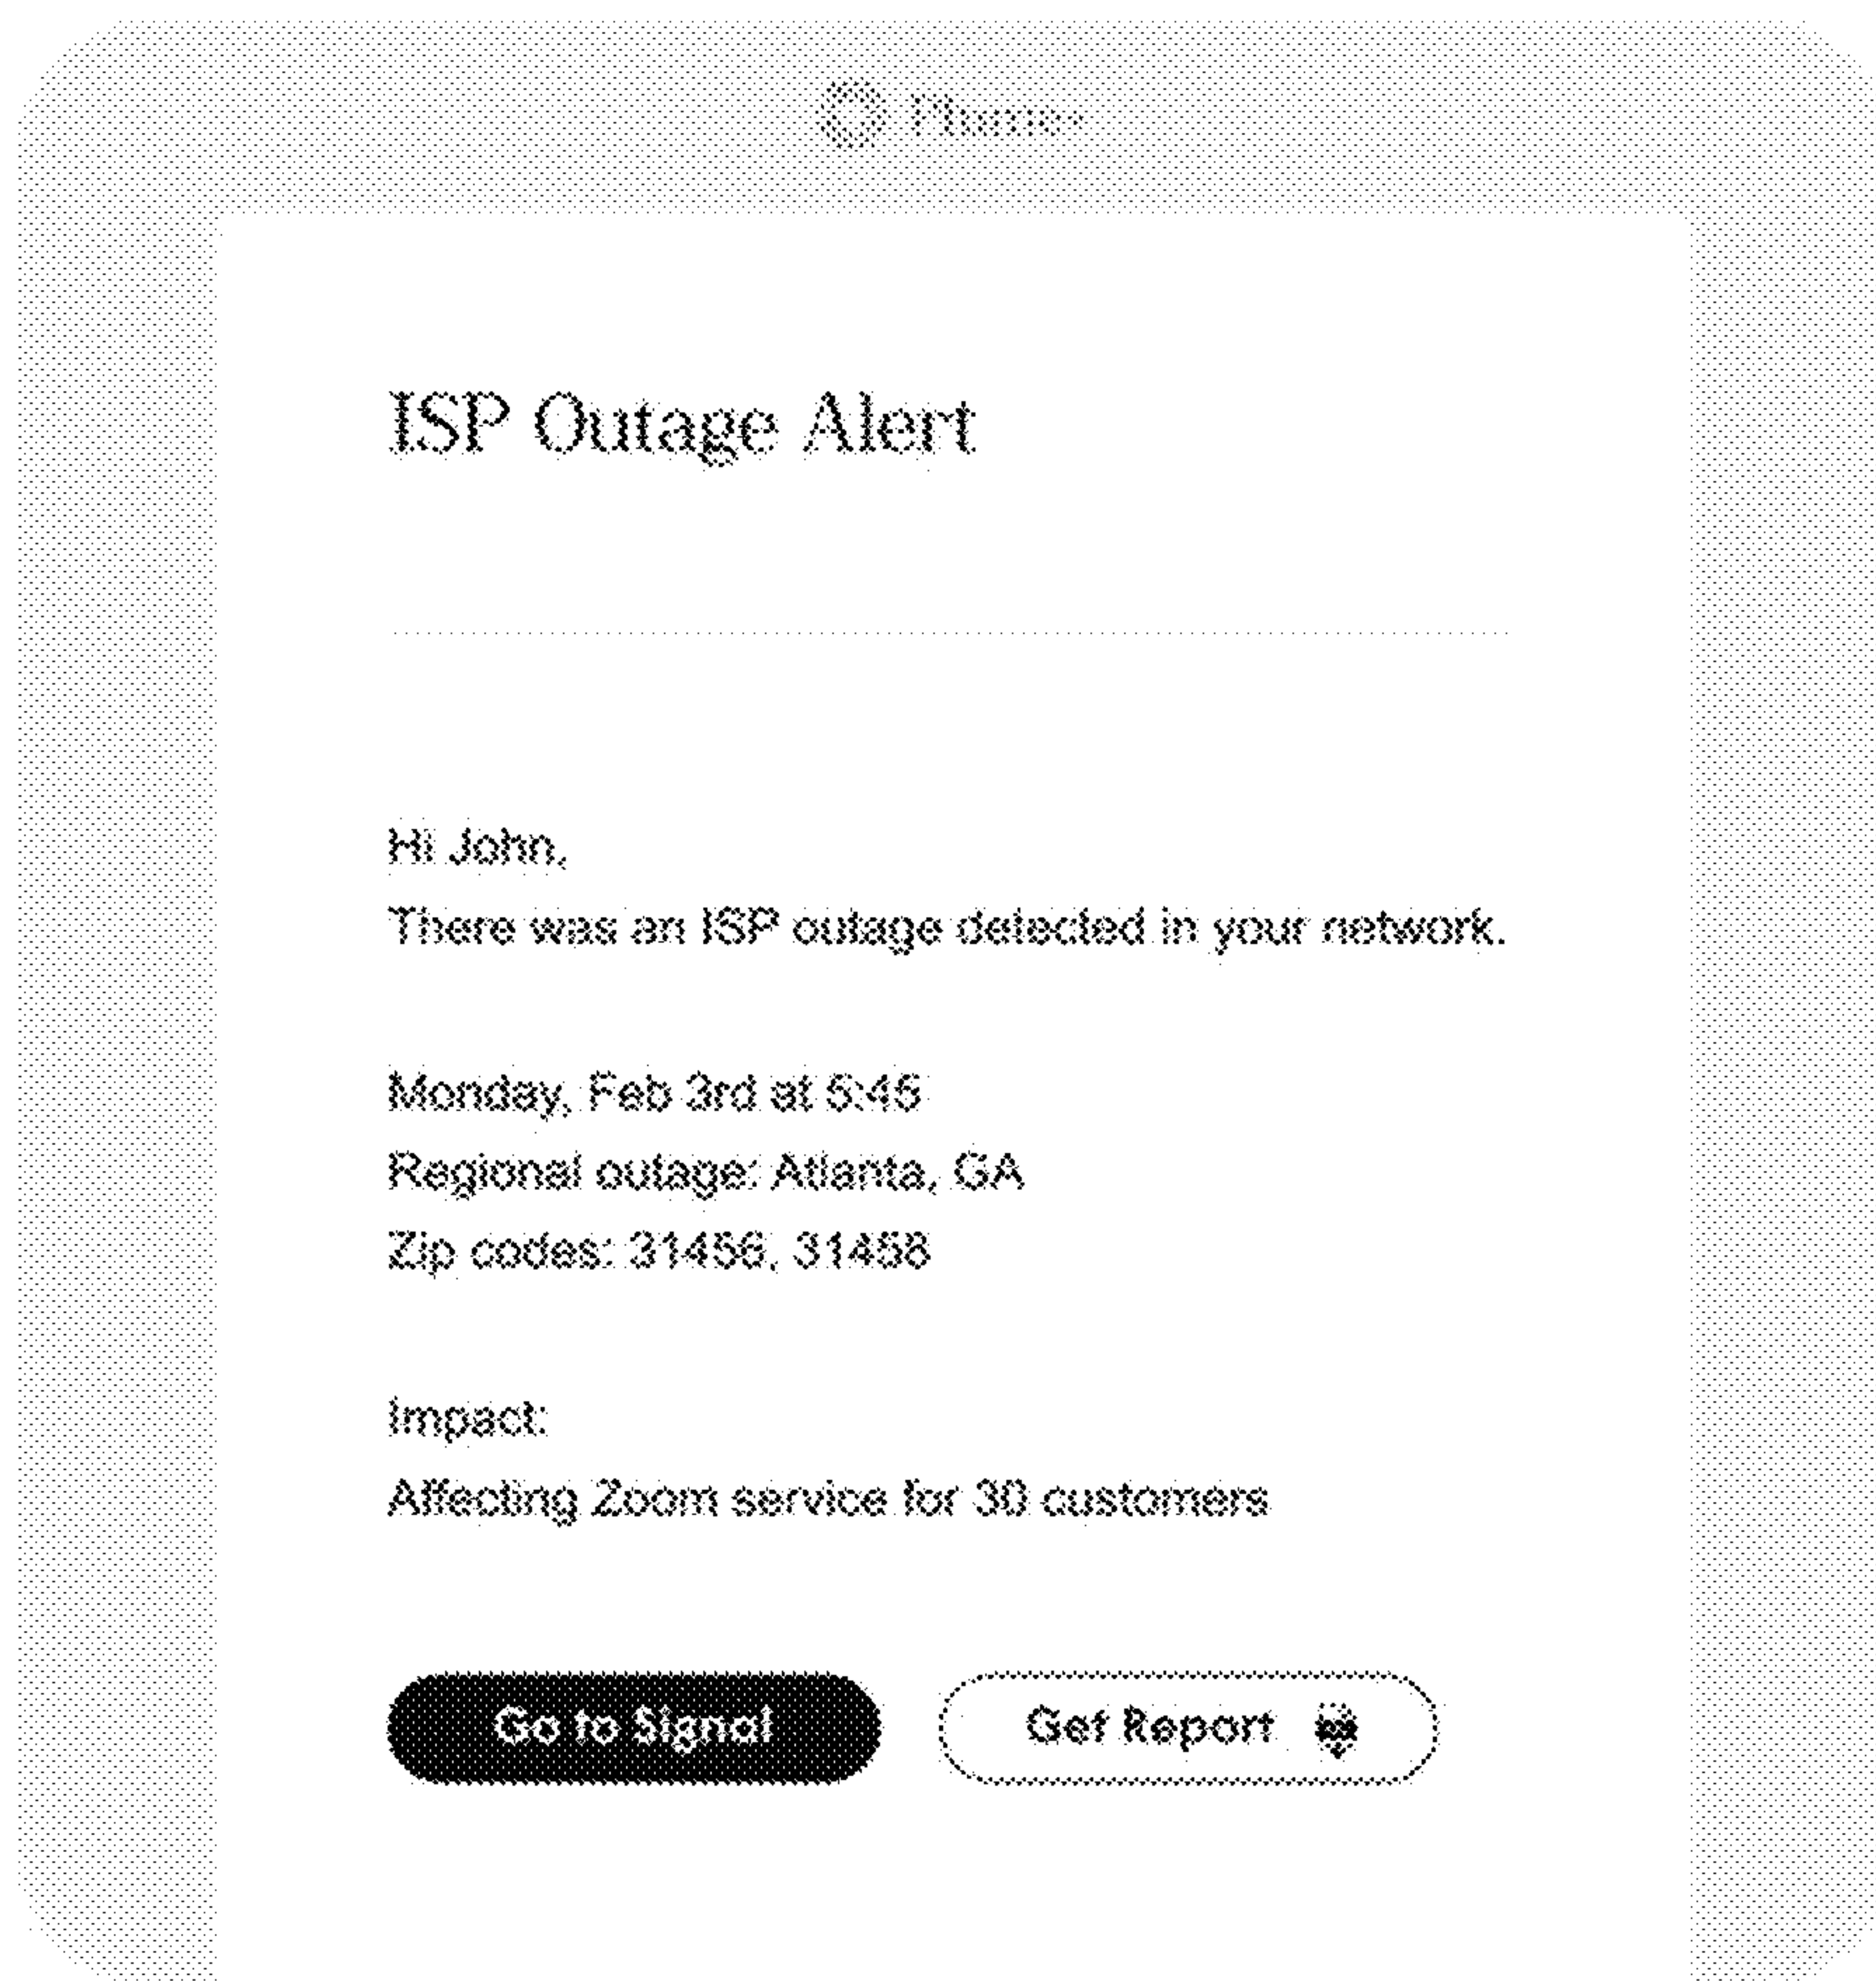 Plume
ISP Outage Alert
Hi John,
There was an ISP outage detected in your network.
Monday, Feb 3rd at 5:45
Regional outage: Atlanta, GA
Zip codes: 31456, 31458
Impact:
Affecting Zoom service for 30 customers
Go to Signal
Get Report